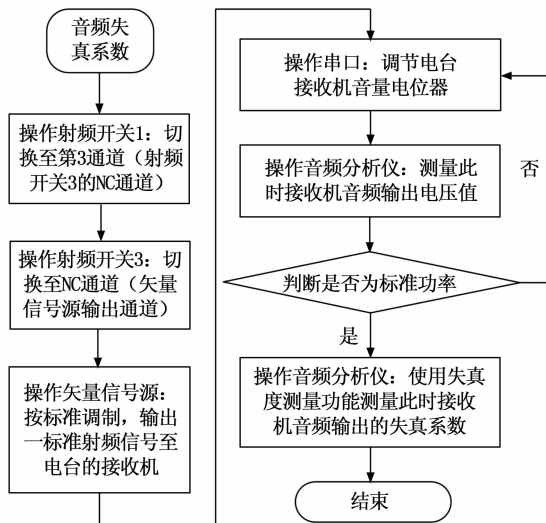 音频失
真系数
操作射频开关1：切
换至第3通道（射频
开关3的NC通道）
操作射频开关3：切
换至NC通道（矢量
信号源输出通道）
操作矢量信号源：
按标准调制，输出
一标准射频信号至
电台的接收机
操作串口：调节电台
接收机音量电位器
操作音频分析仪：测量此
时接收机音频输出电压值
否
判断是否为标准功率
是
操作音频分析仪：使用失真
度测量功能测量此时接收
机音频输出的失真系数
结束